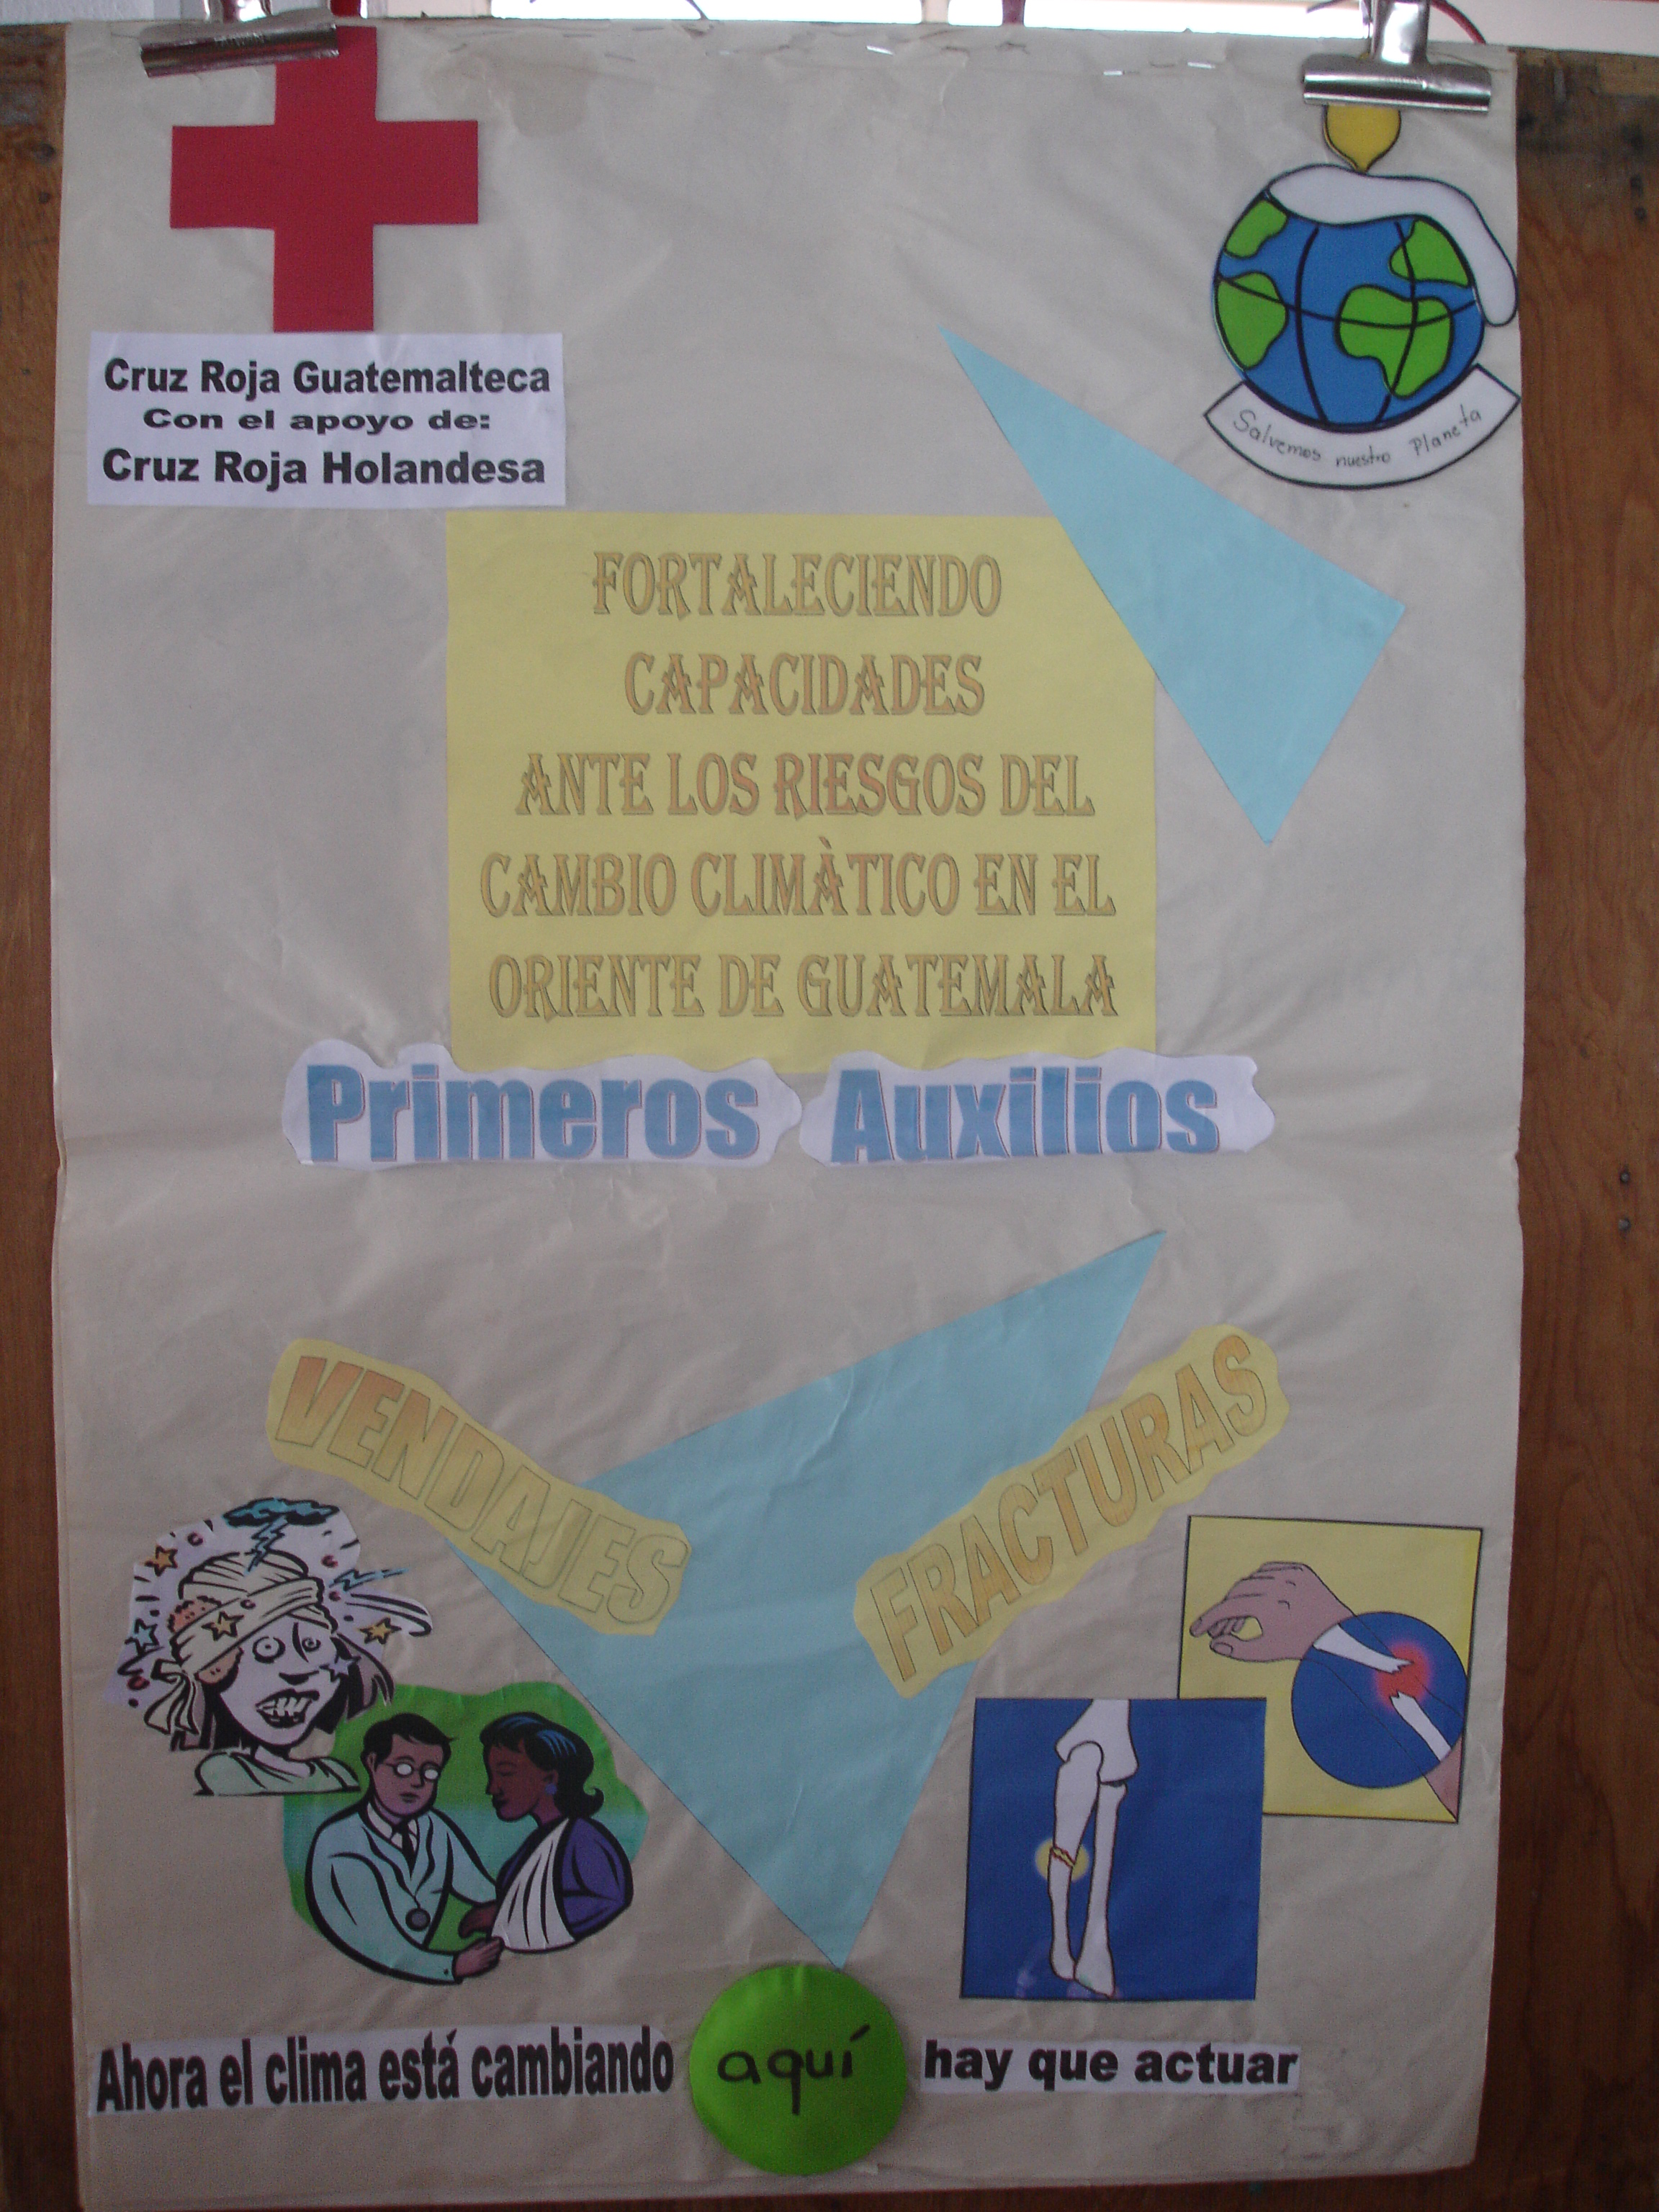 Cruz Roja Guatemalteca
Con el apoyo de:
Cruz Roja Holandesa
Salvemos nuestro Planeta
FORTALECIENDO
CAPACIDADES
ANTE LOS RIESGOS DEL
CAMBIO CLIMÀTICO EN EL
ORIENTE DE GUATEMALA
Primeros Auxilios
VENDAJES
FRACTURAS
Ahora el clima está cambiando aquí hay que actuar